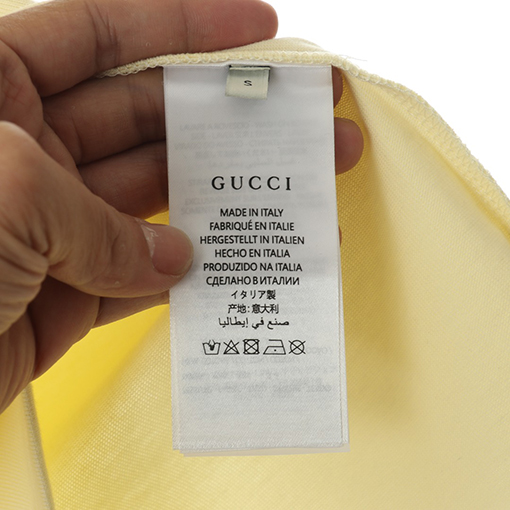 S
GUCCI
MADE IN ITALY
FABRIQUÉ EN ITALIE
HERGESTELLT IN ITALIEN
HECHO EN ITALIA
PRODUZIDO NA ITALIA
СДЕЛАНО В ИТАЛИИ
イタリア製
产地: 意大利
صنع في إيطاليا